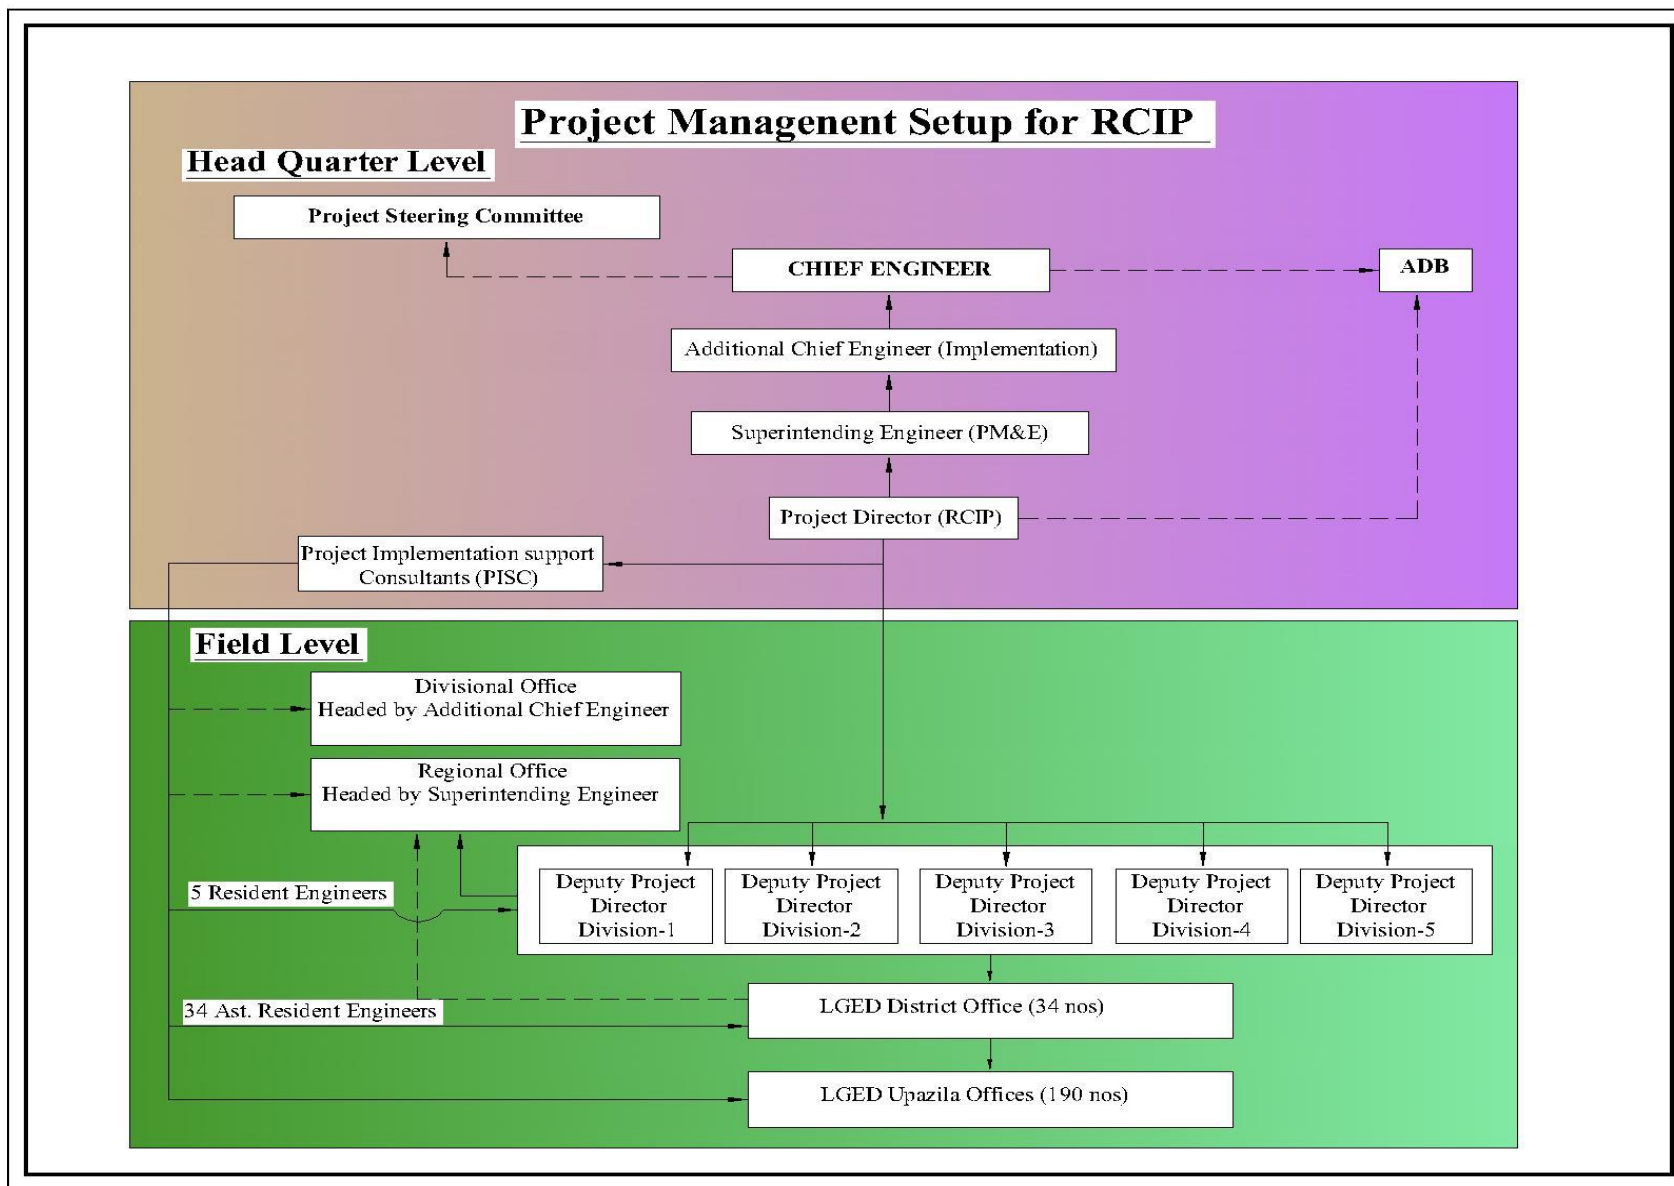 Project Managenent Setup for RCIP
Head Quarter Level
Project Steering Committee
CHIEF ENGINEER
ADB
Additional Chief Engineer (Implementation)
Superintending Engineer (PM&E)
Project Director (RCIP)
Project Implementation support
Consultants (PISC)
Field Level
Divisional Office
Headed by Additional Chief Engineer
Regional Office
Headed by Superintending Engineer
5 Resident Engineers
Deputy Project
Director
Division-1
Deputy Project
Director
Division-2
Deputy Project
Director
Division-3
Deputy Project
Director
Division-4
Deputy Project
Director
Division-5
34 Ast. Resident Engineers
LGED District Office (34 nos)
LGED Upazila Offices (190 nos)